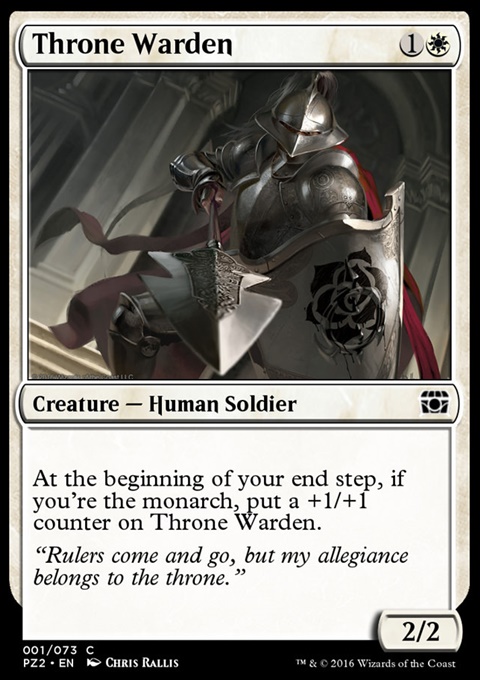 Throne Warden
1
Creature — Human Soldier
At the beginning of your end step, if
you're the monarch, put a +1/+1
counter on Throne Warden.
“Rulers come and go, but my allegiance
belongs to the throne.”
2/2
001/073 C
PZ2 • EN Chris Rallis
™ & © 2016 Wizards of the Coast